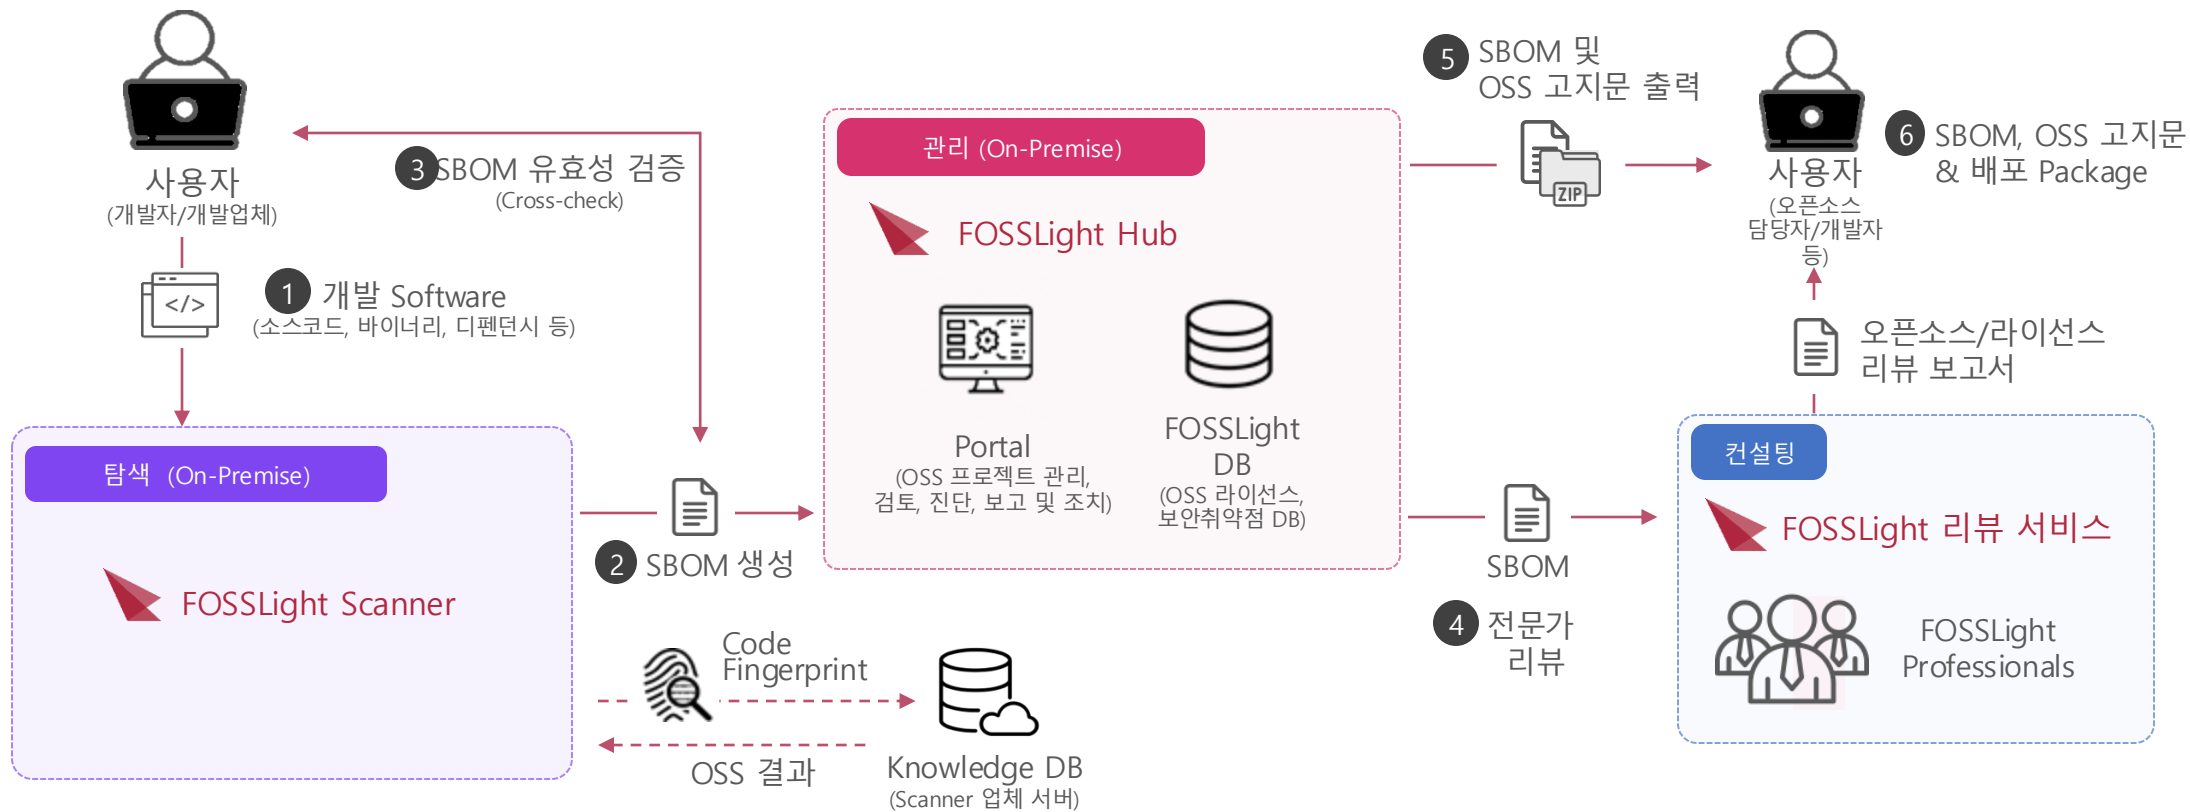 사용자
(개발자/개발업체)
1 개발 Software
(소스코드, 바이너리, 디펜던시 등)
</>
3 SBOM 유효성 검증
(Cross-check)
탐색 (On-Premise)
FOSSLight Scanner
2 SBOM 생성
Code
Fingerprint
OSS 결과
Knowledge DB
(Scanner 업체 서버)
관리 (On-Premise)
FOSSLight Hub
Portal
(OSS 프로젝트 관리,
검토, 진단, 보고 및 조치)
FOSSLight
DB
(OSS 라이선스,
보안취약점 DB)
5 SBOM 및
OSS 고지문 출력
ZIP
사용자
(오픈소스
담당자/개발자
등)
6 SBOM, OSS 고지문
& 배포 Package
오픈소스/라이선스
리뷰 보고서
SBOM
4 전문가
리뷰
컨설팅
FOSSLight 리뷰 서비스
FOSSLight
Professionals